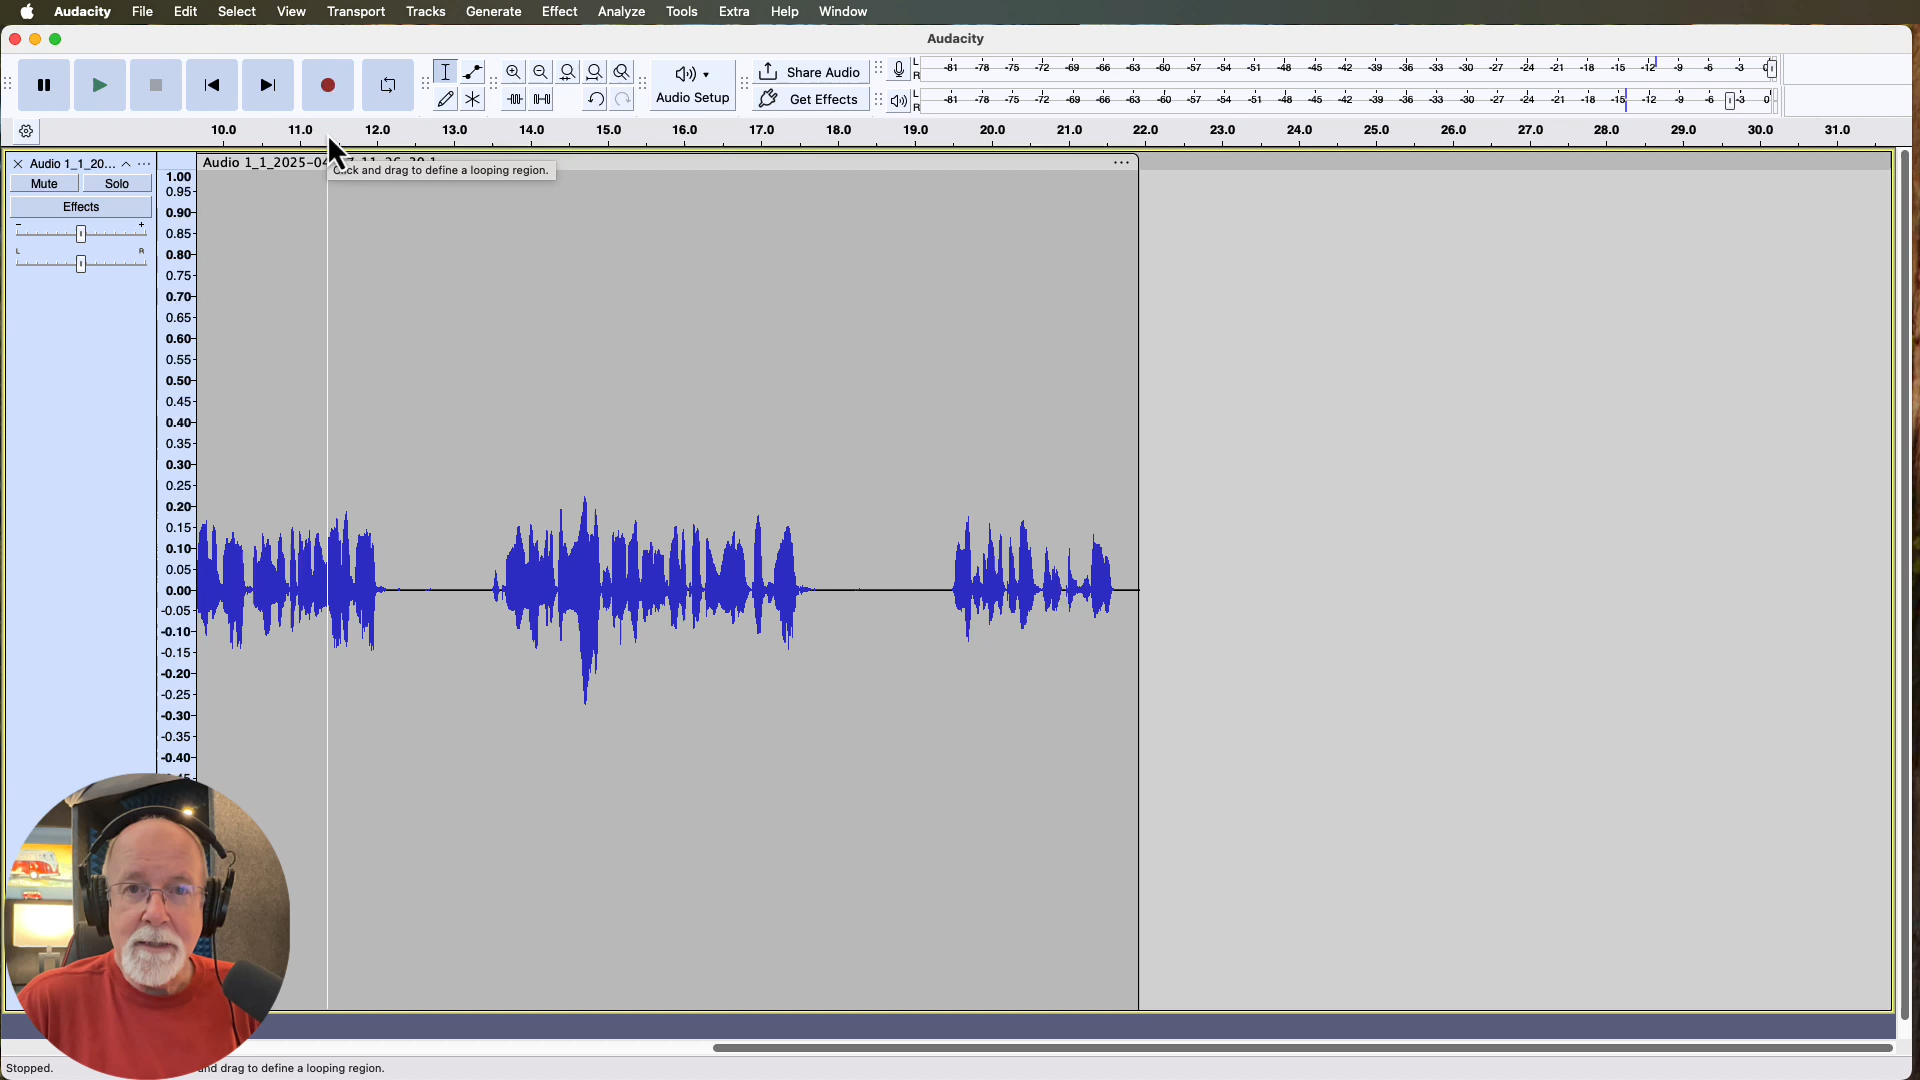 Audacity File Edit Select View Transport Tracks Generate Effect Analyze Tools Extra Help Window
Audacity
Audio Setup
Share Audio
Get Effects
L
R
-81 -78 -75 -72 -69 -66 -63 -60 -57 -54 -51 -48 -45 -42 -39 -36 -33 -30 -27 -24 -21 -18 -15 -12 -9 -6 -3 0
L
R
-81 -78 -75 -72 -69 -66 -63 -60 -57 -54 -51 -48 -45 -42 -39 -36 -33 -30 -27 -24 -21 -18 -15 -12 -9 -6 -3 0
10.0 11.0 12.0 13.0 14.0 15.0 16.0 17.0 18.0 19.0 20.0 21.0 22.0 23.0 24.0 25.0 26.0 27.0 28.0 29.0 30.0 31.0
Audio 1_1_20... ...
Mute Solo
Effects
- +
L R
Audio 1_1_2025-04
...
Click and drag to define a looping region.
1.00
0.95
0.90
0.85
0.80
0.75
0.70
0.65
0.60
0.55
0.50
0.45
0.40
0.35
0.30
0.25
0.20
0.15
0.10
0.05
0.00
-0.05
-0.10
-0.15
-0.20
-0.25
-0.30
-0.35
-0.40
Stopped.
and drag to define a looping region.